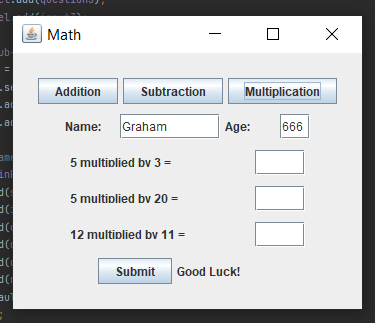 Math
Addition Subtraction Multiplication
Name: Graham Age: 666
5 multiplied by 3 =
5 multiplied by 20 =
12 multiplied by 11 =
Submit Good Luck!